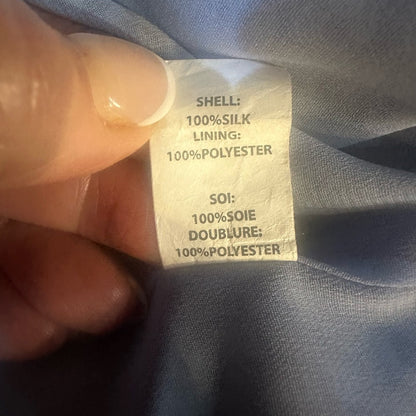 SHELL:
100%SILK
LINING:
100%POLYESTER
SOI:
100%SOIE
DOUBLURE:
100%POLYESTER